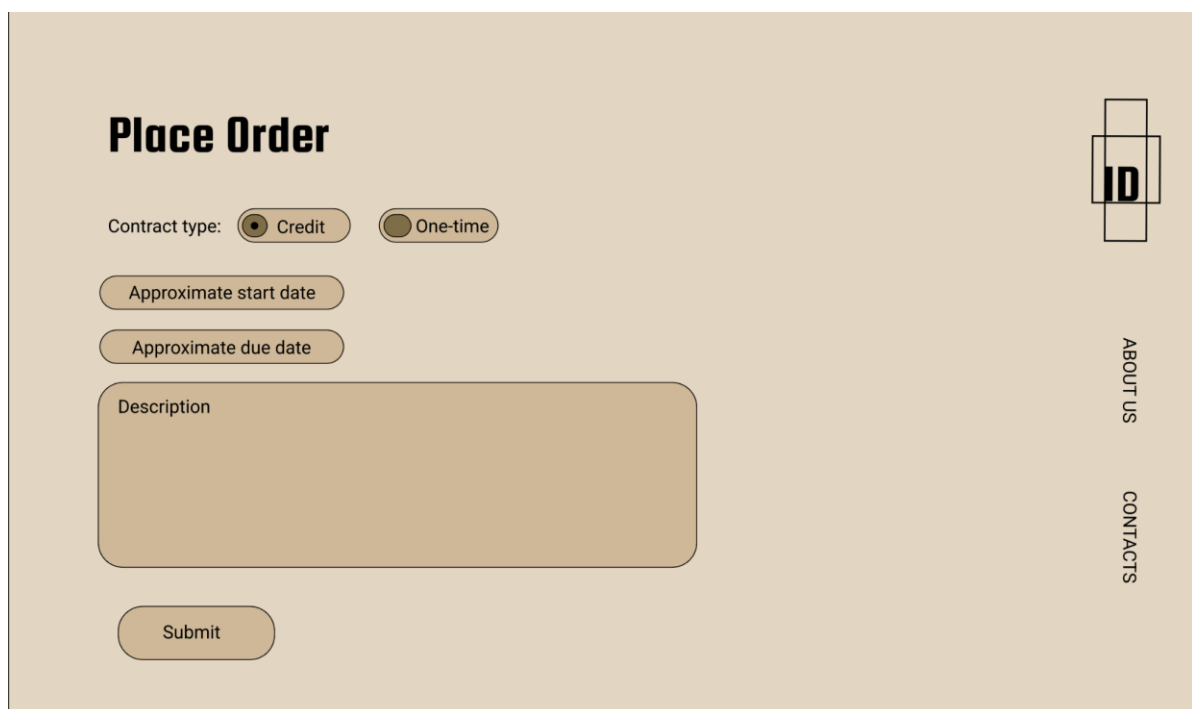 Place Order
ID
Contract type: Credit One-time
Approximate start date
Approximate due date
Description
Submit
ABOUT US
CONTACTS